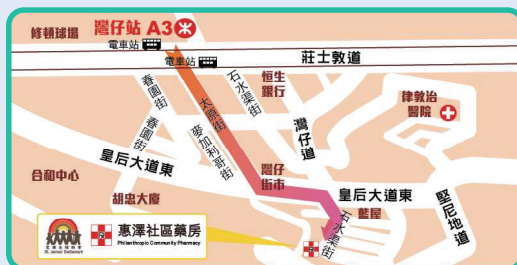 修頓球場
灣仔站 A3
電車站
電車站
莊士敦道
春園街
春園街
太原街
麥加利哥街
石水渠街
恒生
銀行
灣仔道
律敦治
醫院
皇后大道東
合和中心
胡忠大廈
灣仔
街市
皇后大道東
藍屋
石水渠街
堅尼地道
St. James' Settlement
惠澤社區藥房
Philanthropic Community Pharmacy